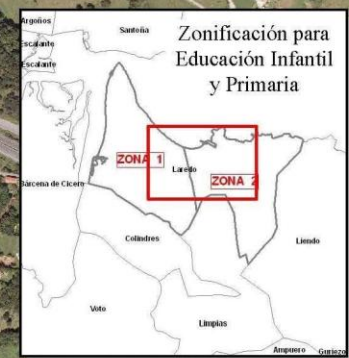 Argoños
Santoña
Zonificación para
Educación Infantil
y Primaria
Escalante
Escalante
ZONA 1
Laredo
ZONA 2
Bárcena de Cicero
Colindres
Liendo
Voto
Limpias
Ampuero
Guriezo